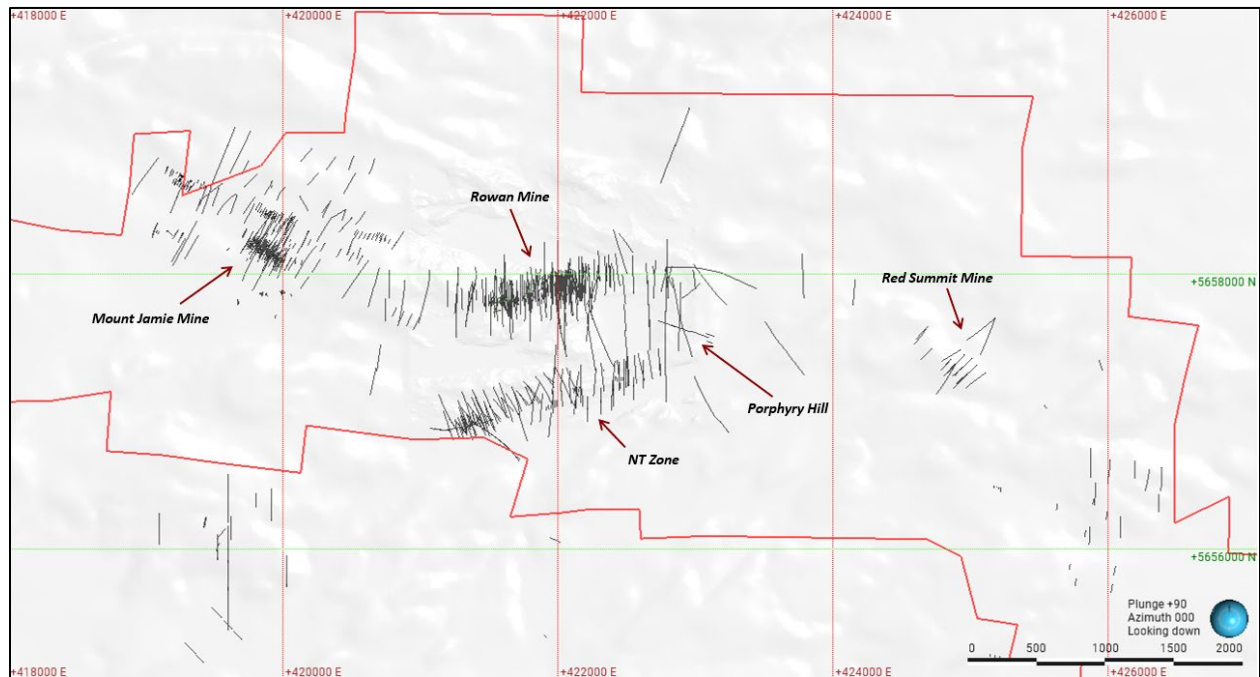 +418000 E
+420000 E
+422000 E
+424000 E
+426000 E
Rowan Mine
Red Summit Mine
+5658000 N
Mount Jamie Mine
Porphyry Hill
NT Zone
+5656000 N
Plunge +90
Azimuth 000
Looking down
0 500 1000 1500 2000
+418000 E
+420000 E
+422000 E
+424000 E
+426000 E